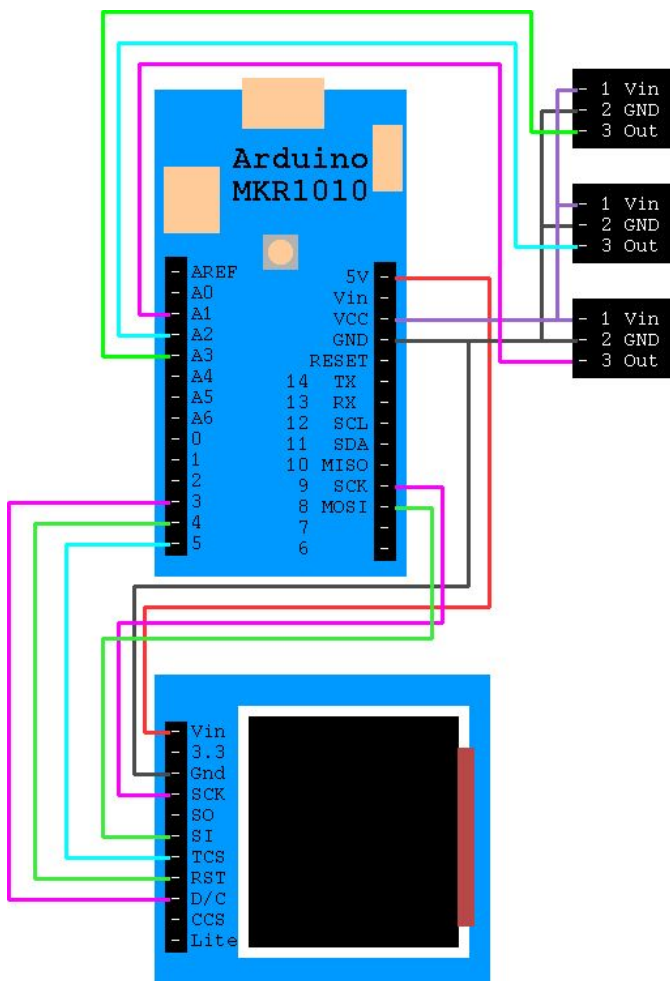 1 Vin
2 GND
3 Out
Arduino
MKR1010
1 Vin
2 GND
3 Out
AREF
A0
A1
A2
A3
A4
A5
A6
0
1
2
3
4
5
5V
Vin
VCC
GND
RESET
14 TX
13 RX
12 SCL
11 SDA
10 MISO
9 SCK
8 MOSI
7
6
1 Vin
2 GND
3 Out
Vin
3.3
Gnd
SCK
SO
SI
TCS
RST
D/C
CCS
Lite